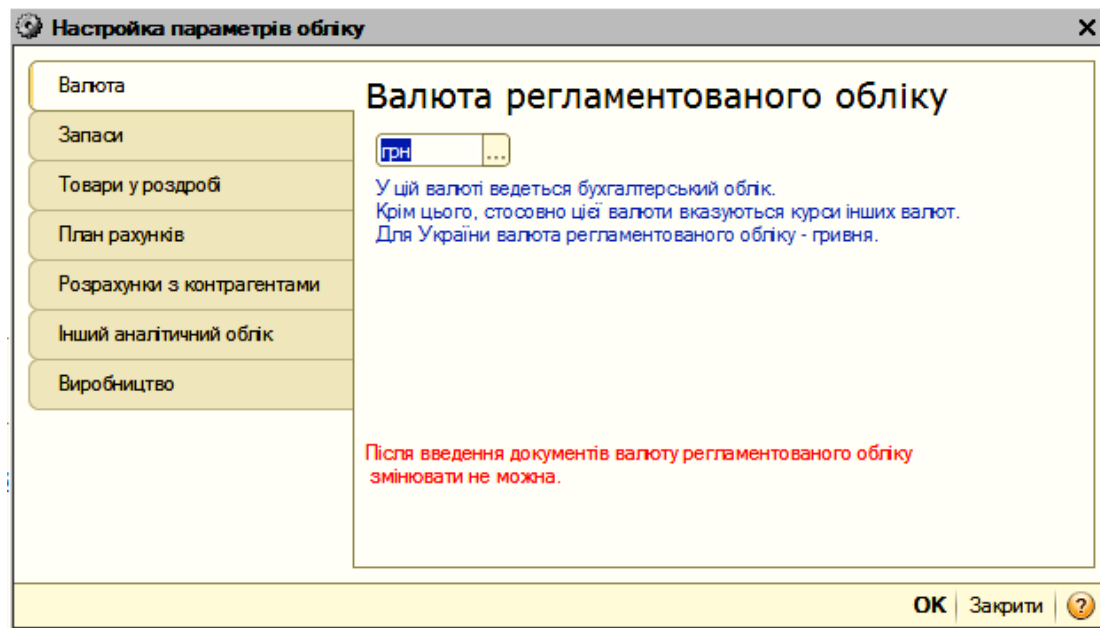 Настройка параметрів обліку
Валюта
Запаси
Товари у роздробі
План рахунків
Розрахунки з контрагентами
Інший аналітичний облік
Виробництво
Валюта регламентованого обліку
грн ...
У цій валюті ведеться бухгалтерський облік.
Крім цього, стосовно цієї валюти вказуються курси інших валют.
Для України валюта регламентованого обліку - гривня.
Після введення документів валюту регламентованого обліку
змінювати не можна.
OK Закрити ?